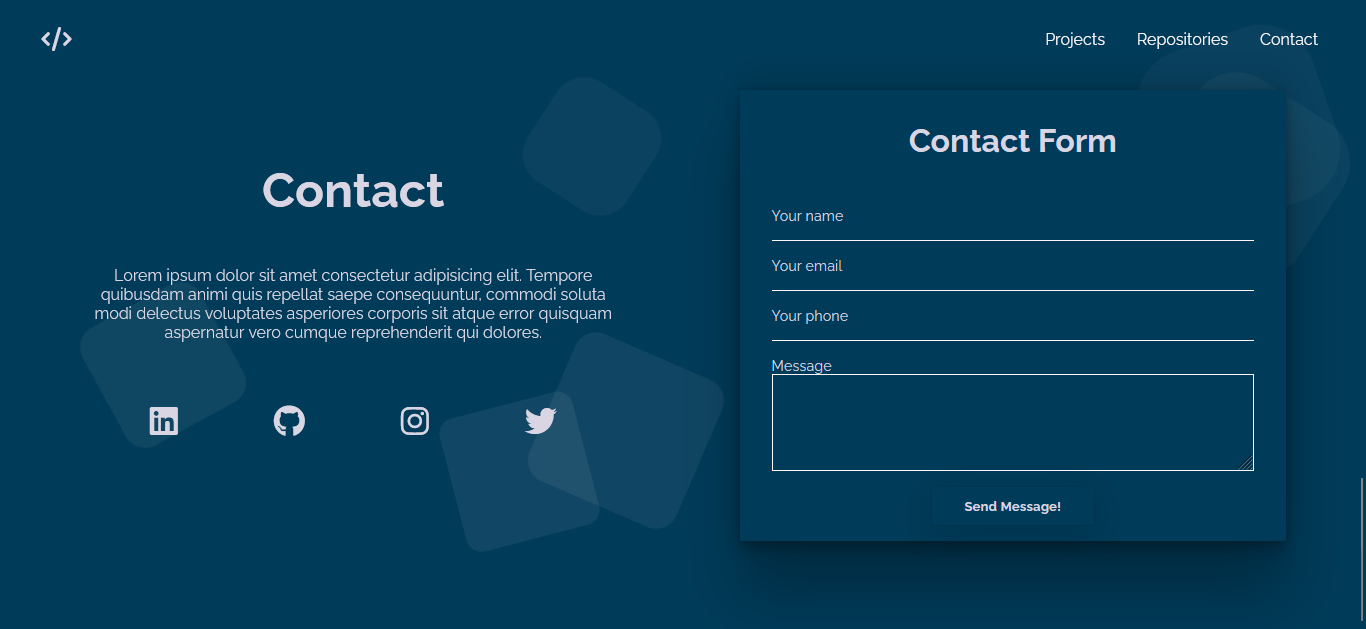 </>
Projects Repositories Contact
Contact
Lorem ipsum dolor sit amet consectetur adipisicing elit. Tempore
quibusdam animi quis repellat saepe consequuntur, commodi soluta
modi delectus voluptates asperiores corporis sit atque error quisquam
aspernatur vero cumque reprehenderit qui dolores.
in
Contact Form
Your name
Your email
Your phone
Message
Send Message!